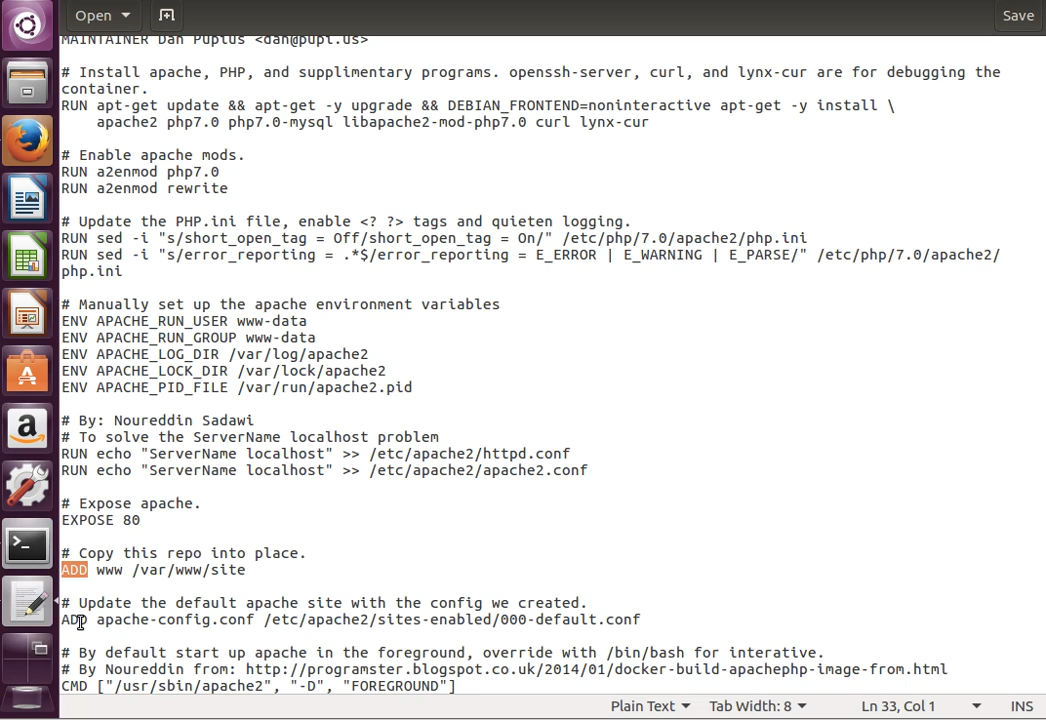 Open
Save
MAINTAINER Dan Pupius <dan@pupi.us>
# Install apache, PHP, and supplimentary programs. openssh-server, curl, and lynx-cur are for debugging the
container.
RUN apt-get update && apt-get -y upgrade && DEBIAN_FRONTEND=noninteractive apt-get -y install \
    apache2 php7.0 php7.0-mysql libapache2-mod-php7.0 curl lynx-cur
# Enable apache mods.
RUN a2enmod php7.0
RUN a2enmod rewrite
# Update the PHP.ini file, enable <? ?> tags and quieten logging.
RUN sed -i "s/short_open_tag = Off/short_open_tag = On/" /etc/php/7.0/apache2/php.ini
RUN sed -i "s/error_reporting = .*$/error_reporting = E_ERROR | E_WARNING | E_PARSE/" /etc/php/7.0/apache2/
php.ini
# Manually set up the apache environment variables
ENV APACHE_RUN_USER www-data
ENV APACHE_RUN_GROUP www-data
ENV APACHE_LOG_DIR /var/log/apache2
ENV APACHE_LOCK_DIR /var/lock/apache2
ENV APACHE_PID_FILE /var/run/apache2.pid
# By: Noureddin Sadawi
# To solve the ServerName localhost problem
RUN echo "ServerName localhost" >> /etc/apache2/httpd.conf
RUN echo "ServerName localhost" >> /etc/apache2/apache2.conf
# Expose apache.
EXPOSE 80
# Copy this repo into place.
ADD www /var/www/site
# Update the default apache site with the config we created.
ADD apache-config.conf /etc/apache2/sites-enabled/000-default.conf
# By default start up apache in the foreground, override with /bin/bash for interative.
# By Noureddin from: http://programster.blogspot.co.uk/2014/01/docker-build-apachephp-image-from.html
CMD ["/usr/sbin/apache2", "-D", "FOREGROUND"]
Plain Text
Tab Width: 8
Ln 33, Col 1
INS